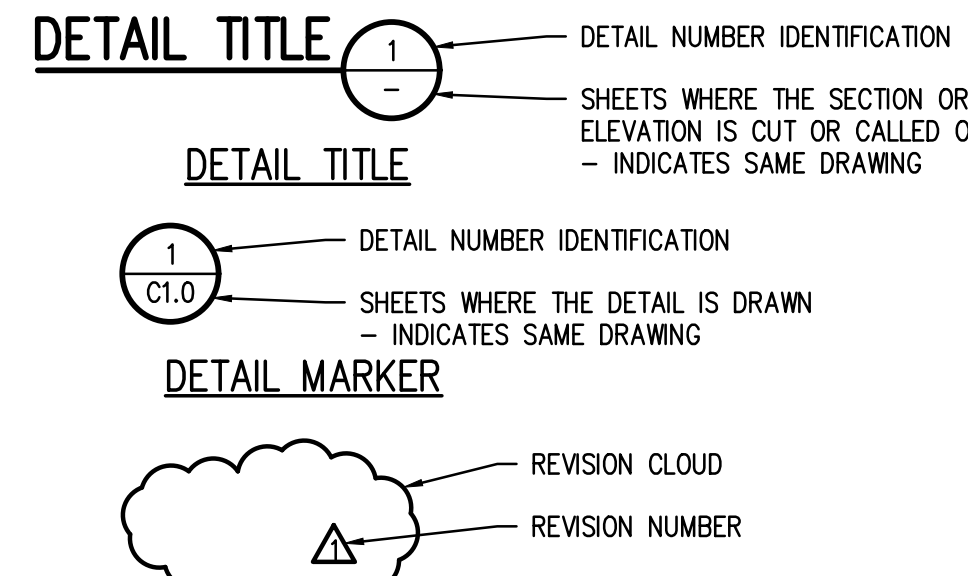 DETAIL TITLE
1
–
DETAIL NUMBER IDENTIFICATION
SHEETS WHERE THE SECTION OR
ELEVATION IS CUT OR CALLED
– INDICATES SAME DRAWING
DETAIL TITLE
1
C1.0
DETAIL NUMBER IDENTIFICATION
SHEETS WHERE THE DETAIL IS DRAWN
– INDICATES SAME DRAWING
DETAIL MARKER
REVISION CLOUD
REVISION NUMBER
1